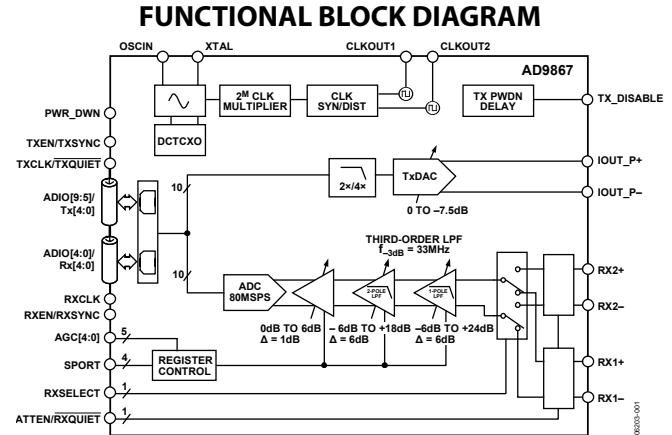 FUNCTIONAL BLOCK DIAGRAM
OSCIN XTAL CLKOUT1 CLKOUT2
AD9867
2M CLK
MULTIPLIER
CLK
SYN/DIST
TX PWDN
DELAY
TX_DISABLE
PWR_DWN
DCTCXO
TXEN/TXSYNC
TXCLK/TXQUIET
ADIO[9:5]/
Tx[4:0]
10
2×/4×
TxDAC
0 TO –7.5dB
IOUT_P+
IOUT_P–
ADIO[4:0]/
Rx[4:0]
10
THIRD-ORDER LPF
f–3dB = 33MHz
ADC
80MSPS
2-POLE
LPF
1-POLE
LPF
RX2+
RX2–
RXCLK
RXEN/RXSYNC
0dB TO 6dB
Δ = 1dB
– 6dB TO +18dB
Δ = 6dB
–6dB TO +24dB
Δ = 6dB
AGC[4:0] 5
SPORT 4
REGISTER
CONTROL
RX1+
RX1–
RXSELECT 1
ATTEN/RXQUIET 1
06203-001